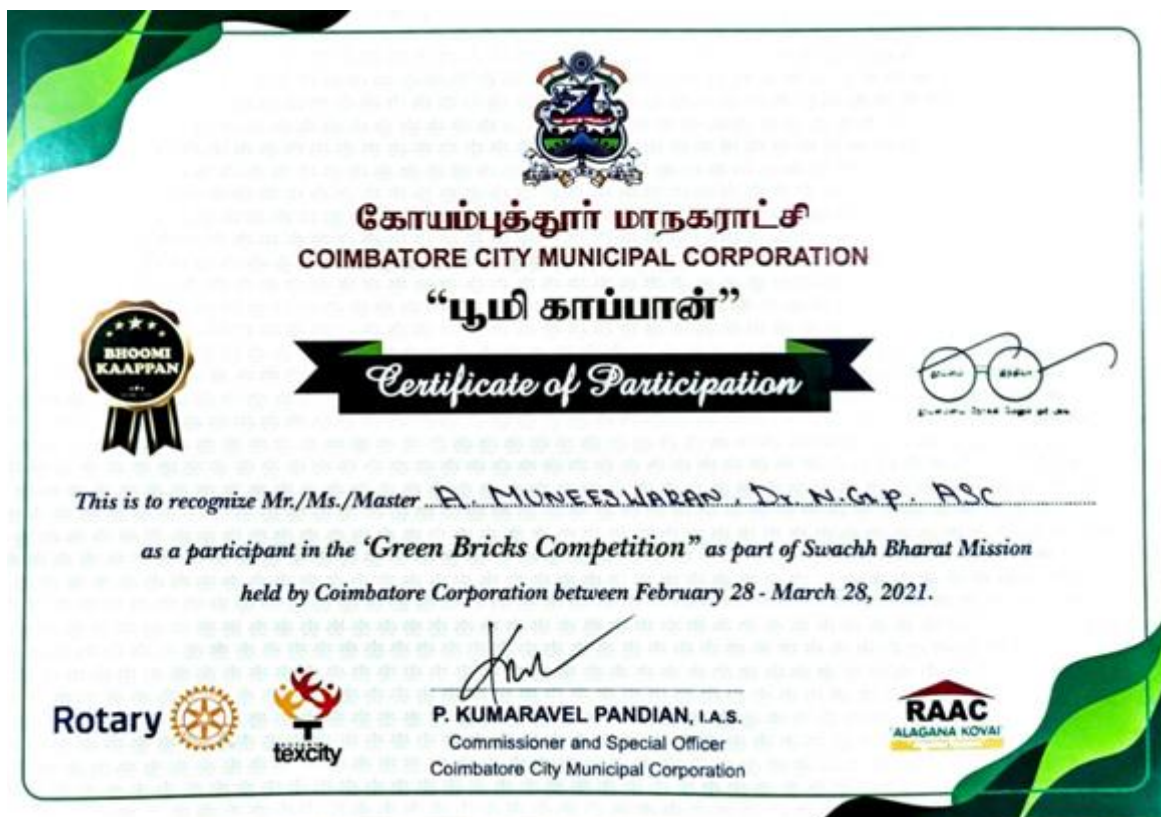 கோயம்புத்தூர் மாநகராட்சி
COIMBATORE CITY MUNICIPAL CORPORATION
“பூமி காப்பான்”
BHOOMI
KAAPPAN
Certificate of Participation
This is to recognize Mr./Ms./Master A. MUNEESWARAN. Dr. N.G.P. ASC
as a participant in the ‘Green Bricks Competition” as part of Swachh Bharat Mission
held by Coimbatore Corporation between February 28 - March 28, 2021.
P. KUMARAVEL PANDIAN, I.A.S.
Commissioner and Special Officer
Coimbatore City Municipal Corporation
Rotary
texcity
RAAC
ALAGANA KOVAI